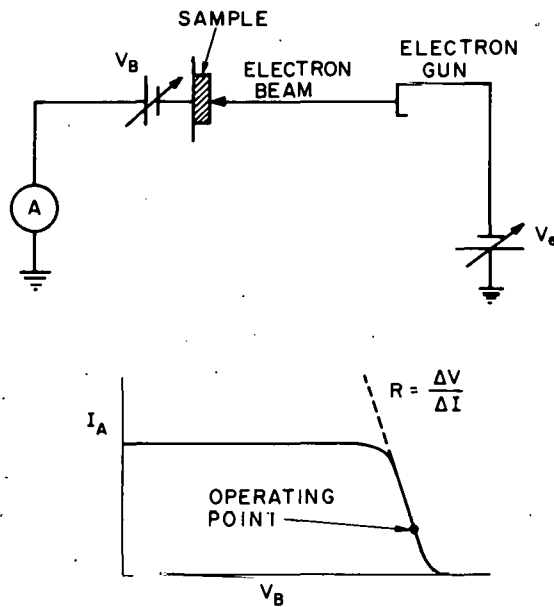 SAMPLE
V_B
ELECTRON
BEAM
ELECTRON
GUN
A
V_e
I_A
R = ΔV/ΔI
OPERATING
POINT
V_B